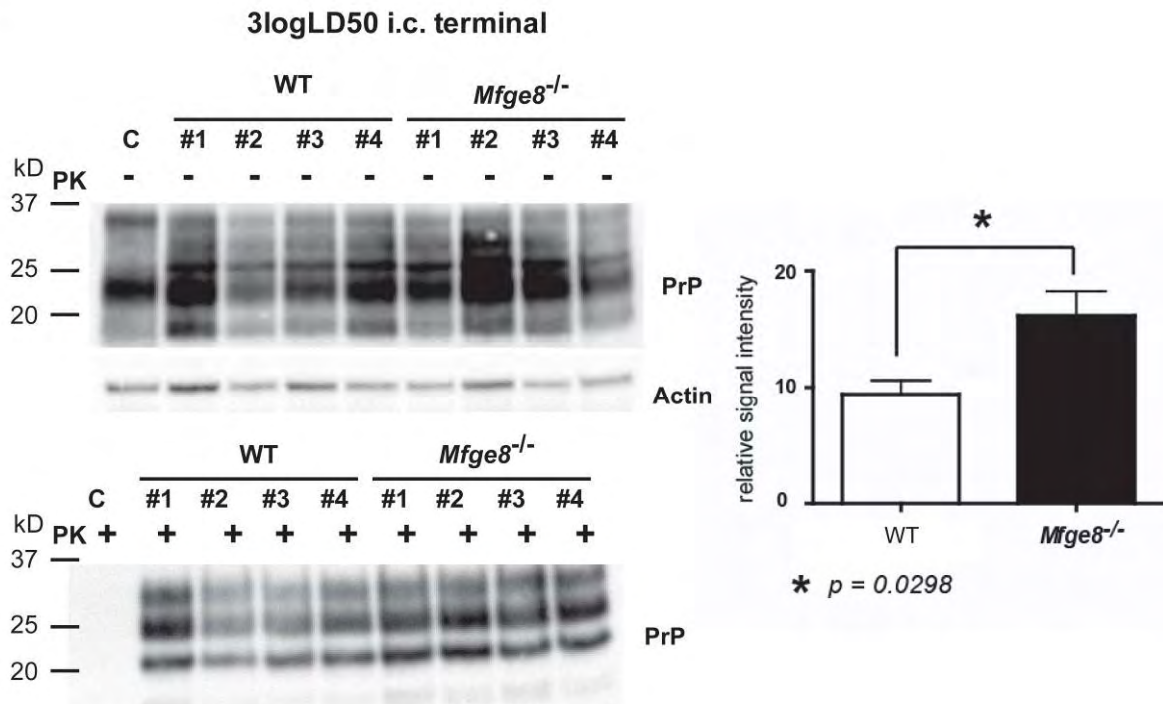 3logLD50 i.c. terminal
WT Mfge8-/-
C #1 #2 #3 #4 #1 #2 #3 #4
kD PK - - - - - - - - -
37
25
20
PrP
Actin
WT Mfge8-/-
C #1 #2 #3 #4 #1 #2 #3 #4
kD PK + + + + + + + + +
37
25
20
PrP
*
relative signal intensity
20
10
0
WT Mfge8-/-
* p = 0.0298